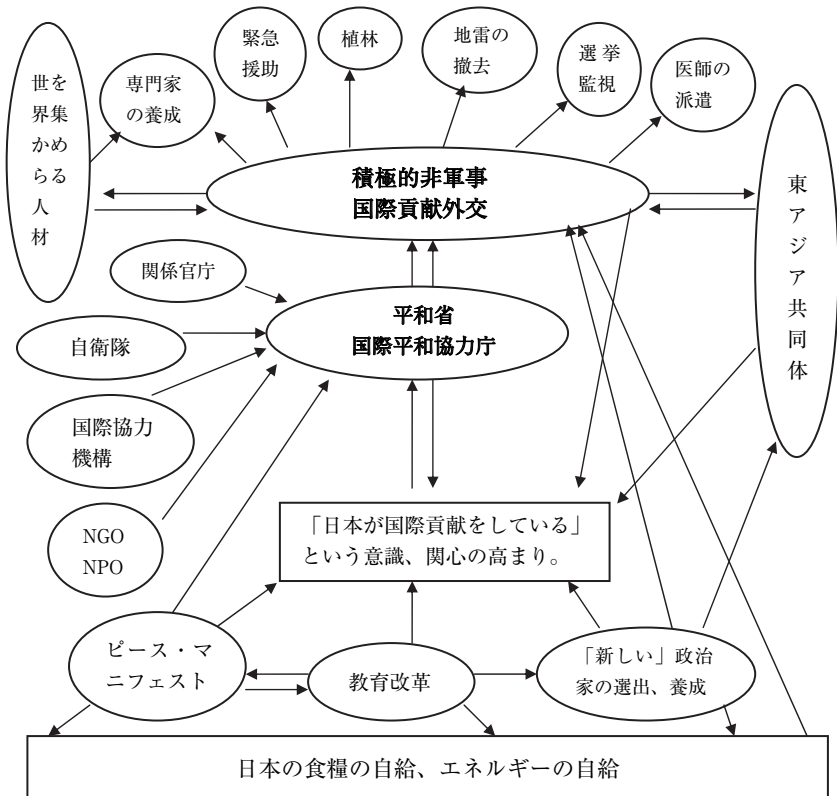 緊急
援助
植林
地雷の
撤去
選 挙
監視
医師の
派遣
専門家
の養成
世を
界集
かめ
らる
人
材
積極的非軍事
国際貢献外交
東アジア共同体
関係官庁
平和省
国際平和協力庁
自衛隊
国際協力
機構
NGO
NPO
「日本が国際貢献をしている」
という意識、関心の高まり。
ピース・マ
ニフェスト
教育改革
「新しい」政治
家の選出、養成
日本の食糧の自給、エネルギーの自給